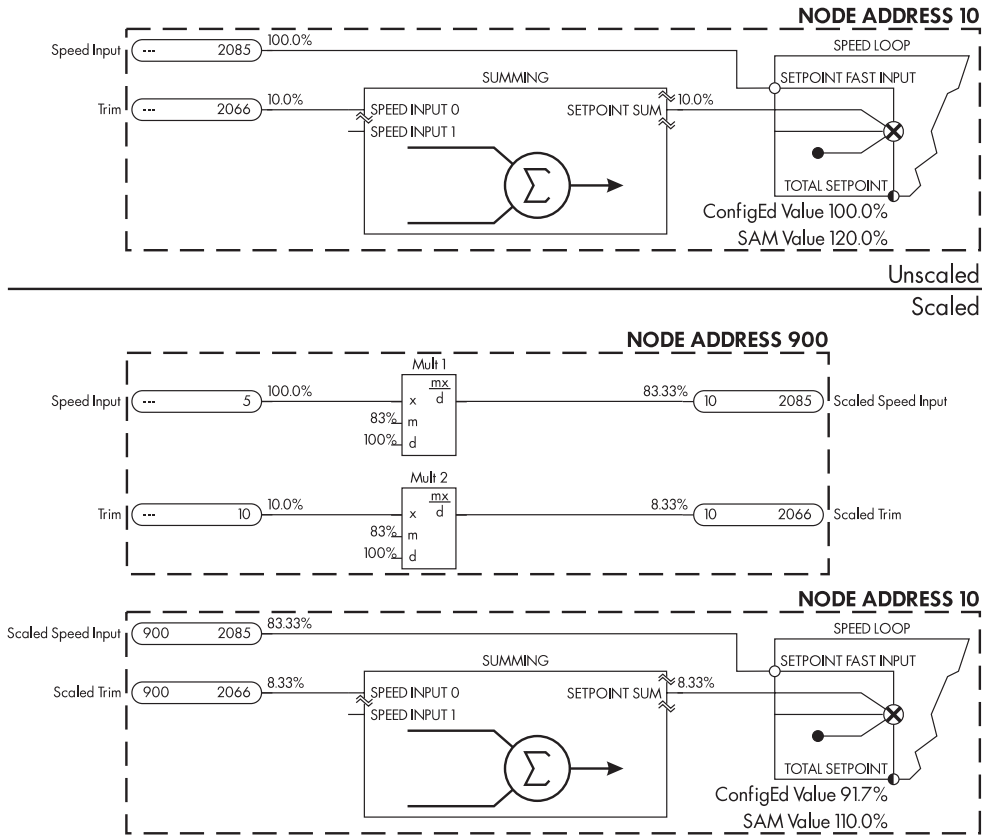 NODE ADDRESS 10
Speed Input --- 2085 100.0%
SPEED LOOP
SETPOINT FAST INPUT
SUMMING
Trim --- 2066 10.0%
SPEED INPUT 0
SETPOINT SUM 10.0%
SPEED INPUT 1
Σ
TOTAL SETPOINT
ConfigEd Value 100.0%
SAM Value 120.0%
Unscaled
Scaled
NODE ADDRESS 900
Mult 1
Speed Input --- 5 100.0%
x mx/d
83% m
100% d
83.33% 10 2085 Scaled Speed Input
Mult 2
Trim --- 10 10.0%
x mx/d
83% m
100% d
8.33% 10 2066 Scaled Trim
NODE ADDRESS 10
Scaled Speed Input 900 2085 83.33%
SPEED LOOP
SETPOINT FAST INPUT
SUMMING
Scaled Trim 900 2066 8.33%
SPEED INPUT 0
SETPOINT SUM 8.33%
SPEED INPUT 1
Σ
TOTAL SETPOINT
ConfigEd Value 91.7%
SAM Value 110.0%